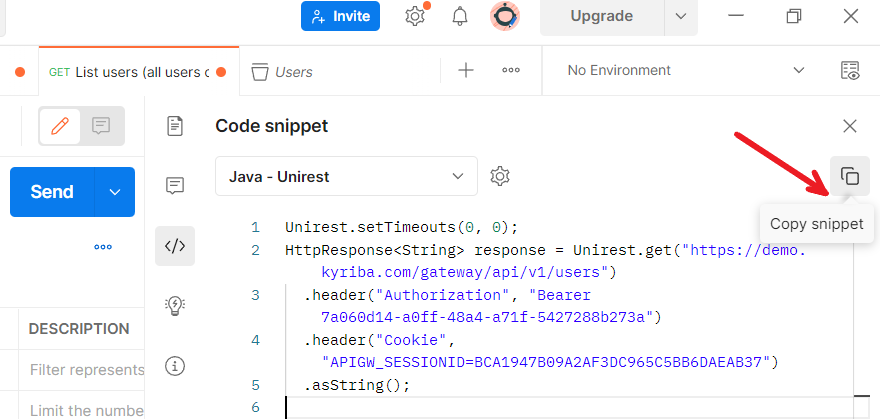 Invite
Upgrade
GET List users (all users c
Users
No Environment
Code snippet
Send
Java - Unirest
Copy snippet
1 Unirest.setTimeouts(0, 0);
2 HttpResponse<String> response = Unirest.get("https://demo.
kyriba.com/gateway/api/v1/users")
3 .header("Authorization", "Bearer
7a060d14-a0ff-48a4-a71f-5427288b273a")
4 .header("Cookie",
"APIGW_SESSIONID=BCA1947B09A2AF3DC965C5BB6DAEAB37")
5 .asString();
6
DESCRIPTION
Filter represents
Limit the numbe